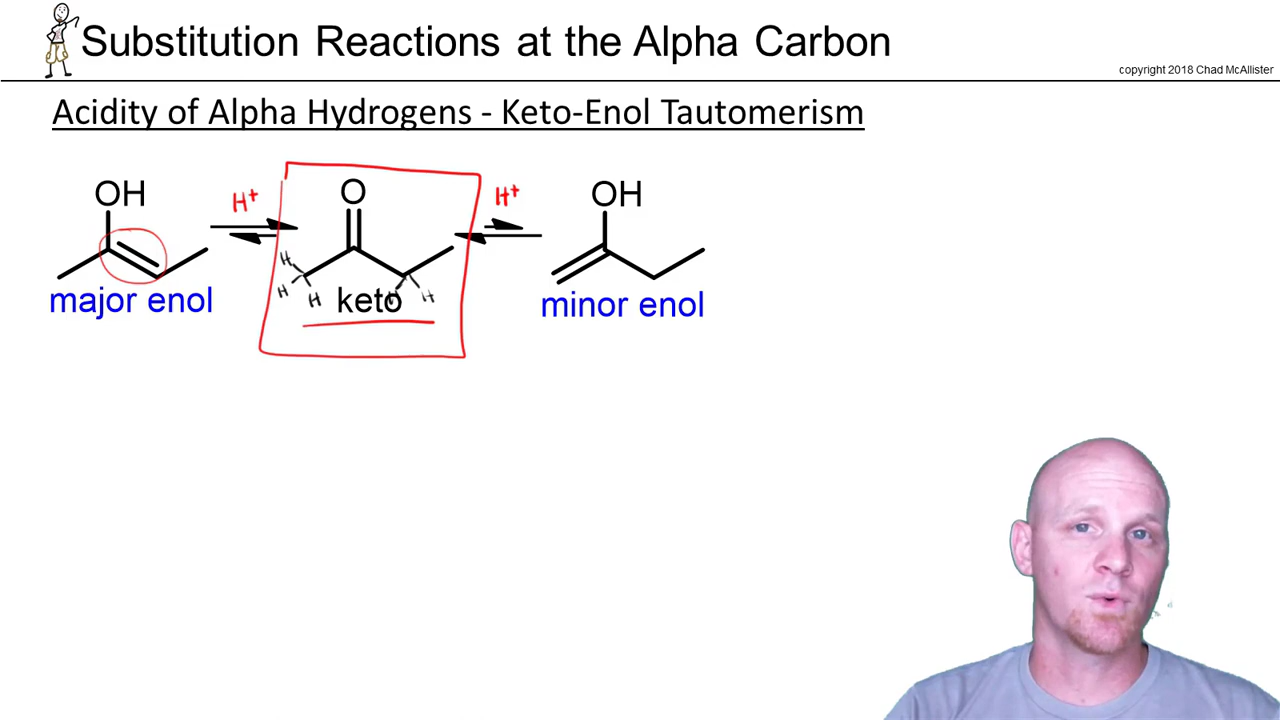 Substitution Reactions at the Alpha Carbon
copyright 2018 Chad McAllister
Acidity of Alpha Hydrogens - Keto-Enol Tautomerism
OH H+ O H+ OH
H
H H H H
major enol keto minor enol